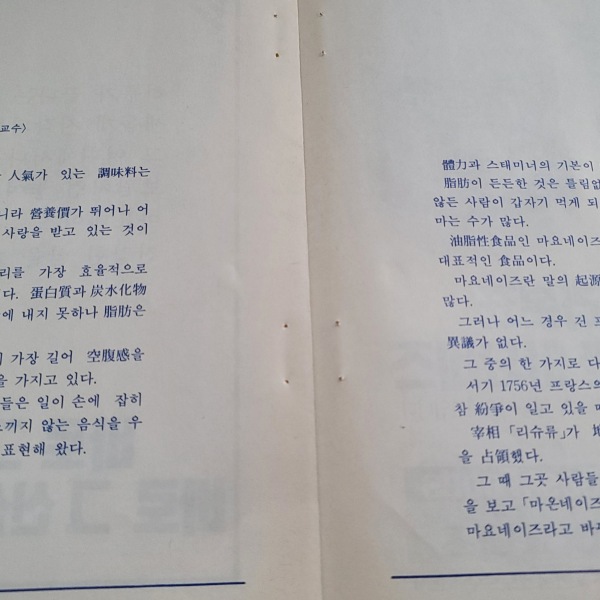 교수〉
人氣가 있는 調味料는
니라 營養價가 뛰어나 어
사랑을 받고 있는 것이
리를 가장 효율적으로
다. 蛋白質과 炭水化物
에 내지 못하나 脂肪은
가장 길어 空腹感을
을 가지고 있다.
들은 일이 손에 잡히
끼지 않는 음식을 우
표현해 왔다.
體力과 스태미너의 기본이
脂肪이 든든한 것은 틀림없
않든 사람이 갑자기 먹게 되
마는 수가 많다.
油脂性食品인 마요네이즈
대표적인 食品이다.
마요네이즈란 말의 起源
많다.
그러나 어느 경우 긴 프
異議가 없다.
그 중의 한 가지로 다
서기 1756년 프랑스의
참 紛爭이 일고 있을 때
宰相「리슈류」가 地
을 占領했다.
그 때 그곳 사람들
을 보고「마온네이즈
마요네이즈라고 바